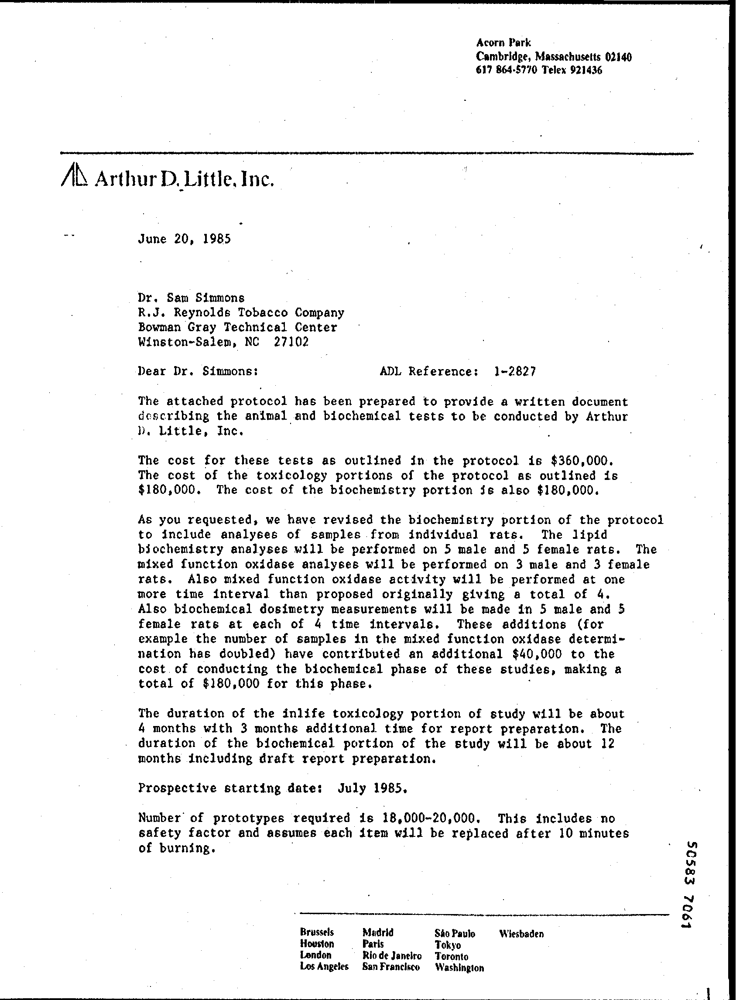 Acorn Park
Cambridge, Massachusetts 02140
617 864-5770 Telex 921436
Arthur D. Little, Inc.
June 20, 1985
Dr. Sam Simmons
R.J. Reynolds Tobacco Company
Bowman Gray Technical Center
Winston-Salem, NC 27102
Dear Dr. Simmons: ADL Reference: 1-2827
The attached protocol has been prepared to provide a written document
describing the animal and biochemical tests to be conducted by Arthur
D. Little, Inc.
The cost for these tests as outlined in the protocol is $360,000.
The cost of the toxicology portions of the protocol as outlined is
$180,000. The cost of the biochemistry portion is also $180,000.
As you requested, we have revised the biochemistry portion of the protocol
to include analyses of samples from individual rats. The lipid
biochemistry analyses will be performed on 5 male and 5 female rats. The
mixed function oxidase analyses will be performed on 3 male and 3 female
rats. Also mixed function oxidase activity will be performed at one
more time interval than proposed originally giving a total of 4.
Also biochemical dosimetry measurements will be made in 5 male and 5
female rats at each of 4 time intervals. These additions (for
example the number of samples in the mixed function oxidase determi-
nation has doubled) have contributed an additional $40,000 to the
cost of conducting the biochemical phase of these studies, making a
total of $180,000 for this phase.
The duration of the inlife toxicology portion of study will be about
4 months with 3 months additional time for report preparation. The
duration of the biochemical portion of the study will be about 12
months including draft report preparation.
Prospective starting date: July 1985.
Number of prototypes required is 18,000-20,000. This includes no
safety factor and assumes each item will be replaced after 10 minutes
of burning.
50583 7061
Brussels Madrid São Paulo Wiesbaden
Houston Paris Tokyo
London Rio de Janeiro Toronto
Los Angeles San Francisco Washington